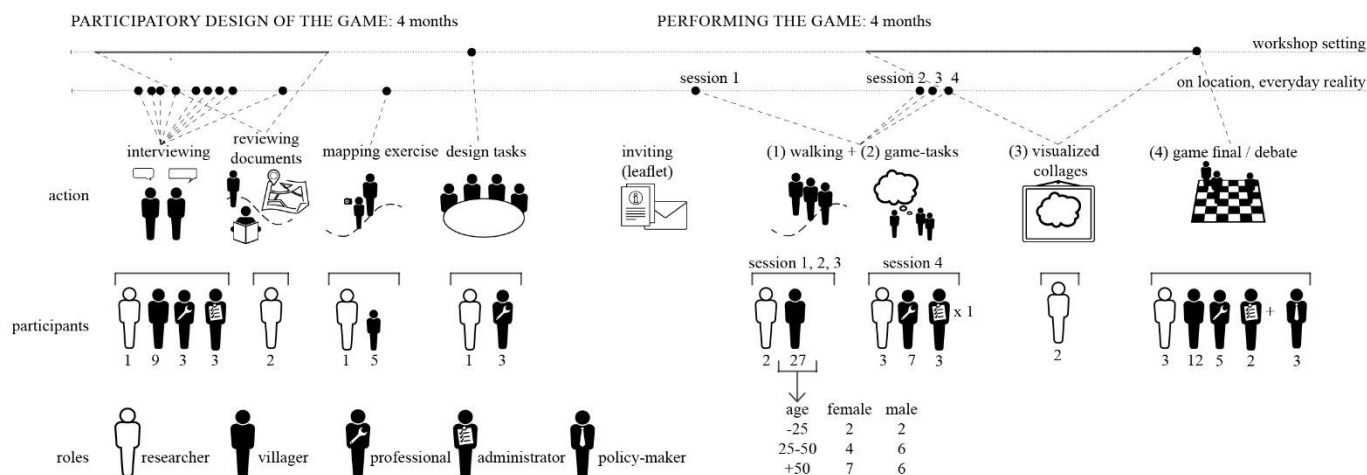 PARTICIPATORY DESIGN OF THE GAME: 4 months
PERFORMING THE GAME: 4 months
workshop setting
session 1
session 2 3 4
on location, everyday reality
interviewing
reviewing
documents
mapping exercise
design tasks
inviting
(leaflet)
(1) walking + (2) game-tasks
(3) visualized
collages
(4) game final / debate
action
session 1, 2, 3
session 4
participants
x 1
+
1 9 3 3
2
1 5
1 3
2 27
3 7 3
2
3 12 5 2 3
age female male
-25 2 2
25-50 4 6
+50 7 6
roles researcher villager professional administrator policy-maker